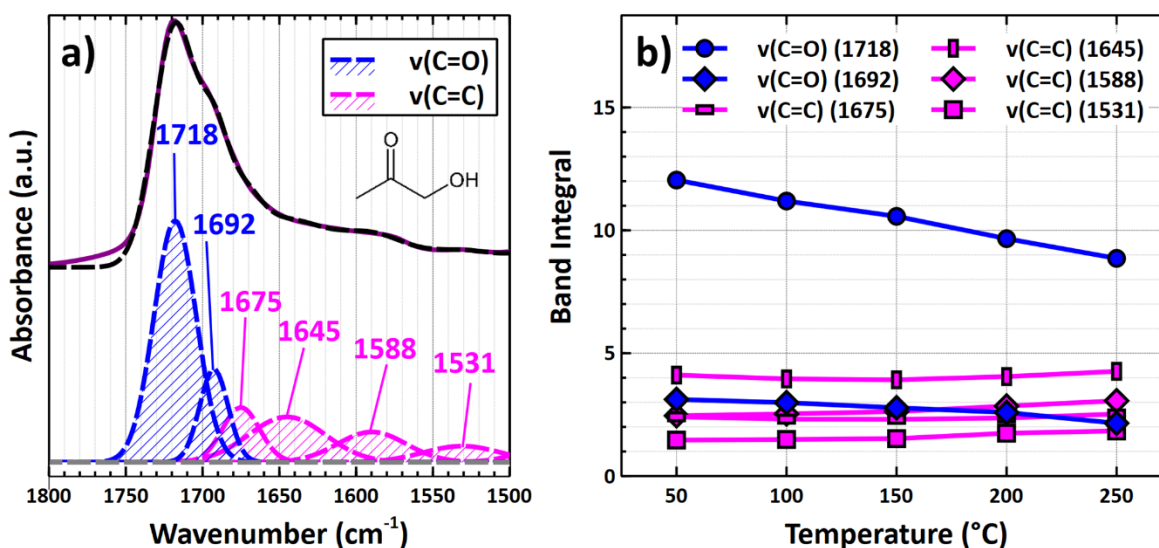 a)
v(C=O)
v(C=C)
1718
1692
1675
1645
1588
1531
O
OH
Absorbance (a.u.)
1800 1750 1700 1650 1600 1550 1500
Wavenumber (cm⁻¹)
b)
v(C=O) (1718) v(C=C) (1645)
v(C=O) (1692) v(C=C) (1588)
v(C=C) (1675) v(C=C) (1531)
Band Integral
15
10
5
0
50 100 150 200 250
Temperature (°C)